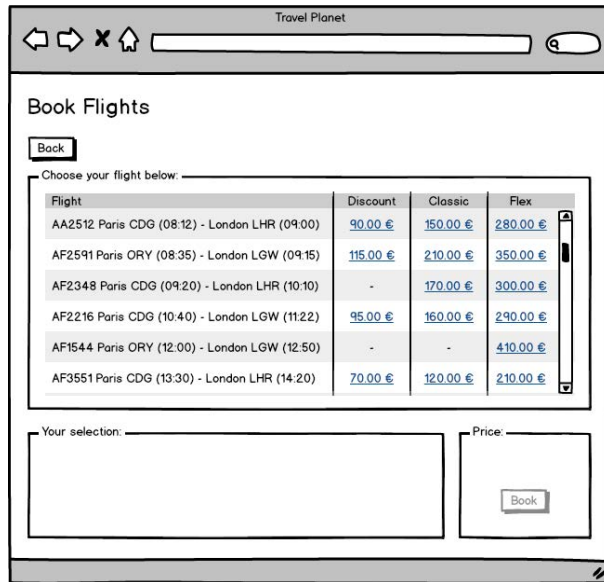 Travel Planet
Book Flights
Back
Choose your flight below:
Flight Discount Classic Flex
AA2512 Paris CDG (08:12) - London LHR (09:00) 90.00 € 150.00 € 280.00 €
AF2591 Paris ORY (08:35) - London LGW (09:15) 115.00 € 210.00 € 350.00 €
AF2348 Paris CDG (09:20) - London LHR (10:10) - 170.00 € 300.00 €
AF2216 Paris CDG (10:40) - London LGW (11:22) 95.00 € 160.00 € 290.00 €
AF1544 Paris ORY (12:00) - London LGW (12:50) - - 410.00 €
AF3551 Paris CDG (13:30) - London LHR (14:20) 70.00 € 120.00 € 210.00 €
Your selection: Price:
Book